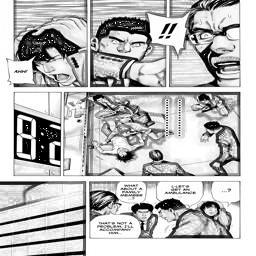 !!
AHH!
...?
L-LET'S
GET AN
AMBULANCE
WHAT
ABOUT A
FAMILY
MEMBER
THAT'S NOT A
PROBLEM. I'LL
ACCOMPANY
HIM.